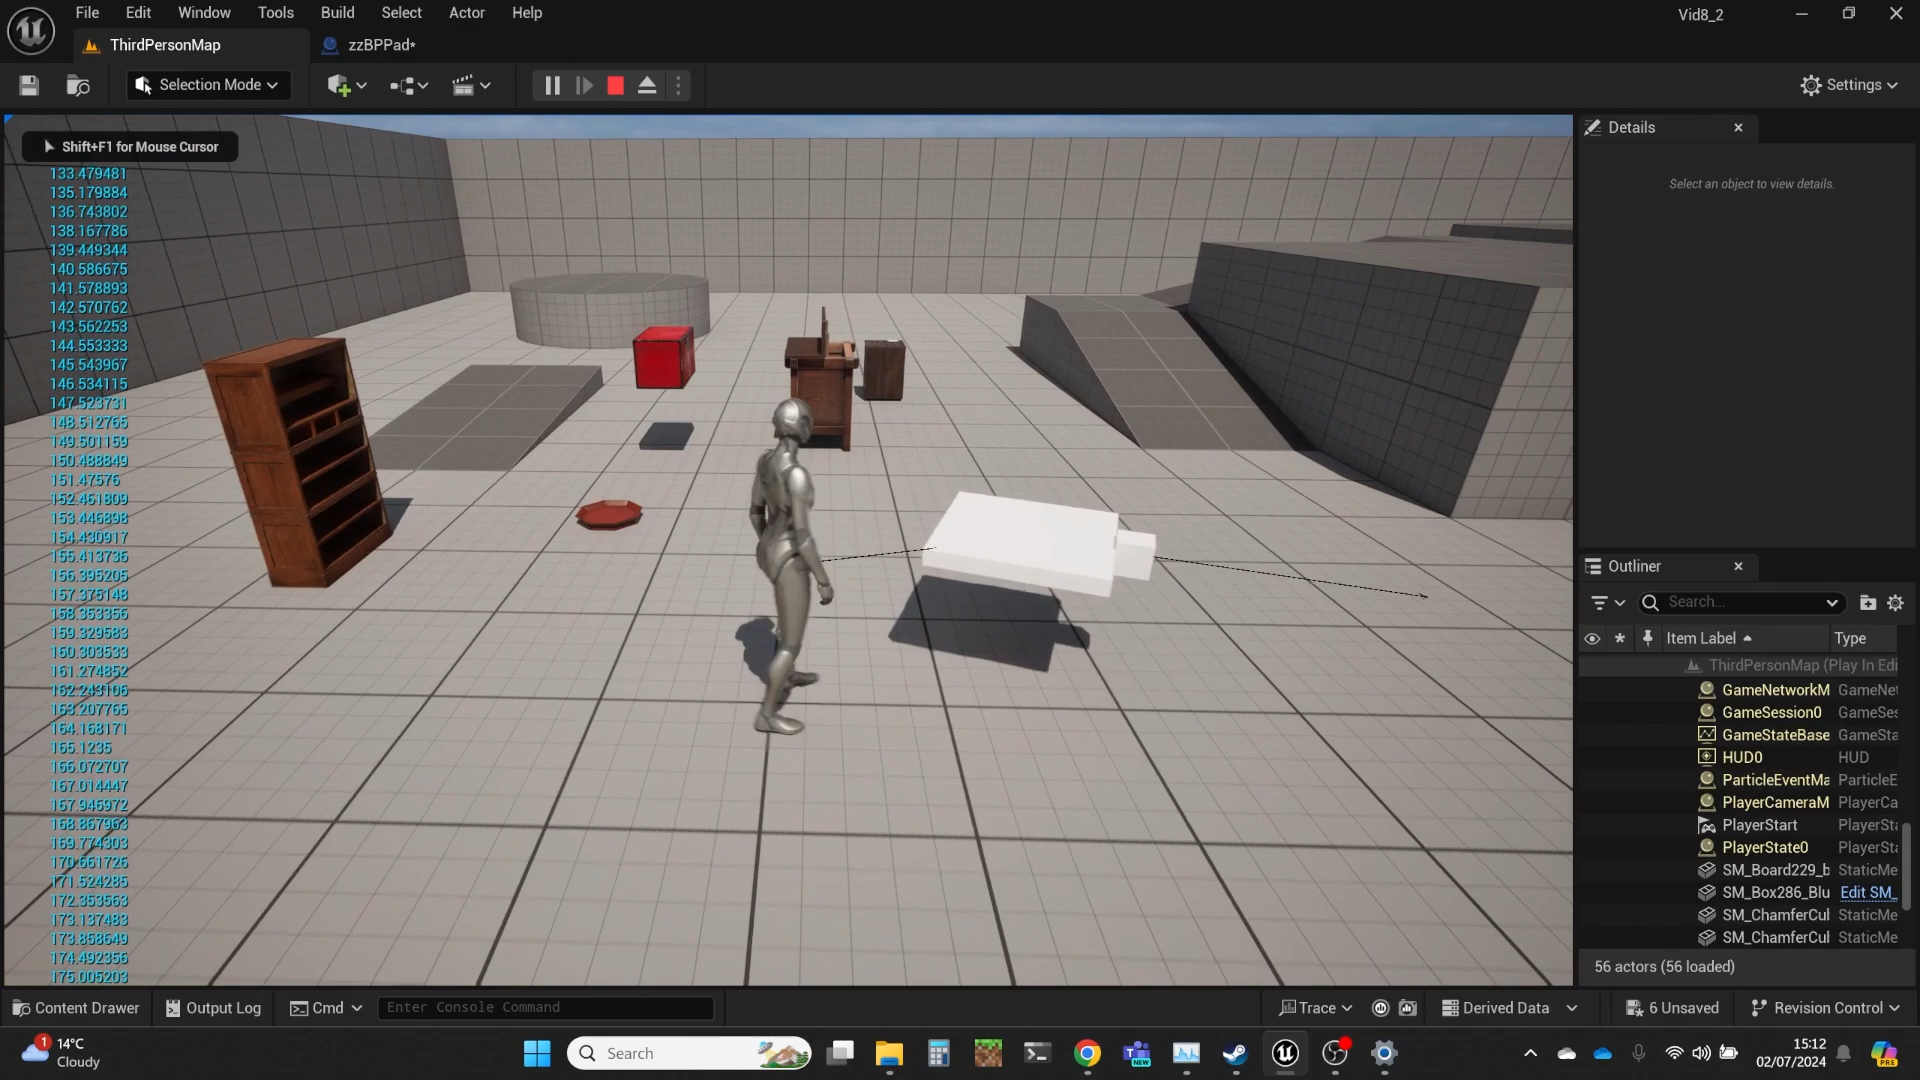 File Edit Window Tools Build Select Actor Help
Vid8_2
ThirdPersonMap
zzBPPad*
Selection Mode
Settings
Shift+F1 for Mouse Cursor
133.479481
135.179884
136.743802
138.167786
139.449344
140.586675
141.578893
142.570762
143.562253
144.553333
145.543967
146.534115
147.523731
148.512765
149.501159
150.488849
151.47576
152.461809
153.446898
154.430917
155.413736
156.395205
157.375148
158.353356
159.329583
160.303533
161.274852
162.243106
163.207765
164.168171
165.1235
166.072707
167.014447
167.946972
168.867963
169.774303
170.661726
171.524285
172.353563
173.137483
173.858649
174.492356
175.005203
Details
Select an object to view details.
Outliner
Search...
Item Label Type
ThirdPersonMap (Play In Edi
GameNetworkM GameNet
GameSession0 GameSes
GameStateBase GameSta
HUD0 HUD
ParticleEventMa ParticleE
PlayerCameraM PlayerCa
PlayerStart PlayerSta
PlayerState0 PlayerSta
SM_Board229_b StaticMe
SM_Box286_Blu Edit SM_
SM_ChamferCul StaticMe
SM_ChamferCul StaticMe
56 actors (56 loaded)
Content Drawer Output Log Cmd Enter Console Command Trace Derived Data 6 Unsaved Revision Control
1 14°C
Cloudy
Search
NEW
15:12
02/07/2024
PRE